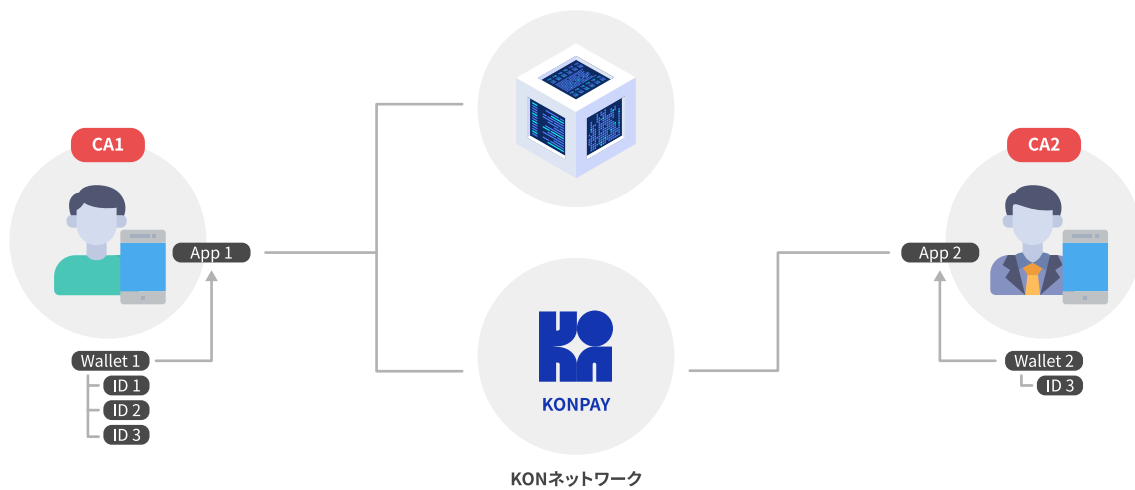 CA1
App 1
Wallet 1
ID 1
ID 2
ID 3
KONPAY
KONネットワーク
CA2
App 2
Wallet 2
ID 3